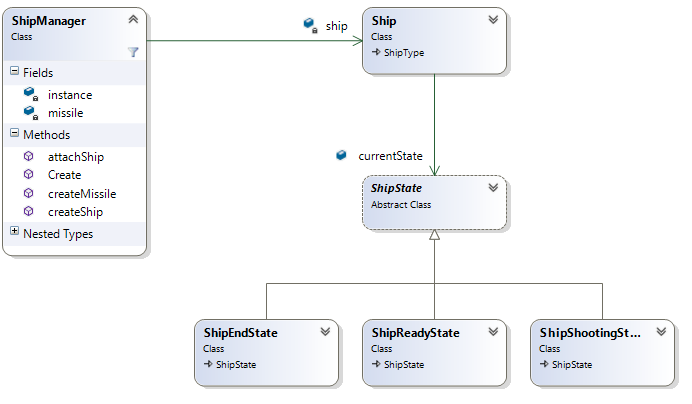 ShipManager
Class
Fields
instance
missile
Methods
attachShip
Create
createMissile
createShip
Nested Types
ship
Ship
Class
ShipType
currentState
ShipState
Abstract Class
ShipEndState
Class
ShipState
ShipReadyState
Class
ShipState
ShipShootingSt...
Class
ShipState